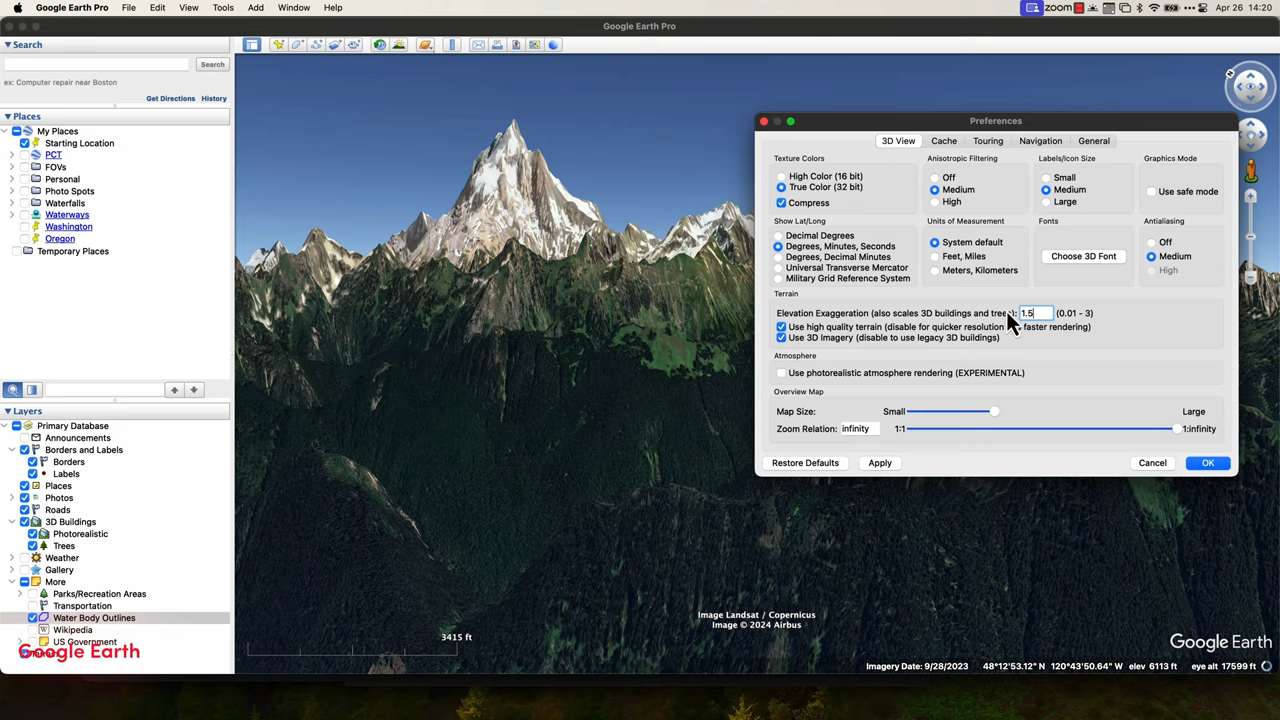 Google Earth Pro File Edit View Tools Add Window Help
zoom Apr 26 14:20
Google Earth Pro
Search
Search
ex: Computer repair near Boston
Get Directions History
Places
My Places
Starting Location
PCT
FOVs
Personal
Photo Spots
Waterfalls
Waterways
Washington
Oregon
Temporary Places
Layers
Primary Database
Announcements
Borders and Labels
Borders
Labels
Places
Photos
Roads
3D Buildings
Photorealistic
Trees
Weather
Gallery
More
Parks/Recreation Areas
Transportation
Water Body Outlines
Wikipedia
US Government
Google Earth
Preferences
3D View Cache Touring Navigation General
Texture Colors
High Color (16 bit)
True Color (32 bit)
Compress
Anisotropic Filtering
Off
Medium
High
Labels/Icon Size
Small
Medium
Large
Graphics Mode
Use safe mode
Show Lat/Long
Decimal Degrees
Degrees, Minutes, Seconds
Degrees, Decimal Minutes
Universal Transverse Mercator
Military Grid Reference System
Units of Measurement
System default
Feet, Miles
Meters, Kilometers
Fonts
Choose 3D Font
Antialiasing
Off
Medium
High
Terrain
Elevation Exaggeration (also scales 3D buildings and trees): 1.5 (0.01 - 3)
Use high quality terrain (disable for quicker resolution faster rendering)
Use 3D Imagery (disable to use legacy 3D buildings)
Atmosphere
Use photorealistic atmosphere rendering (EXPERIMENTAL)
Overview Map
Map Size: Small Large
Zoom Relation: infinity 1:1 1:infinity
Restore Defaults Apply Cancel OK
3415 ft
Image Landsat / Copernicus
Image © 2024 Airbus
Google Earth
Imagery Date: 9/28/2023 48°12'53.12" N 120°43'50.64" W elev 6113 ft eye alt 17599 ft